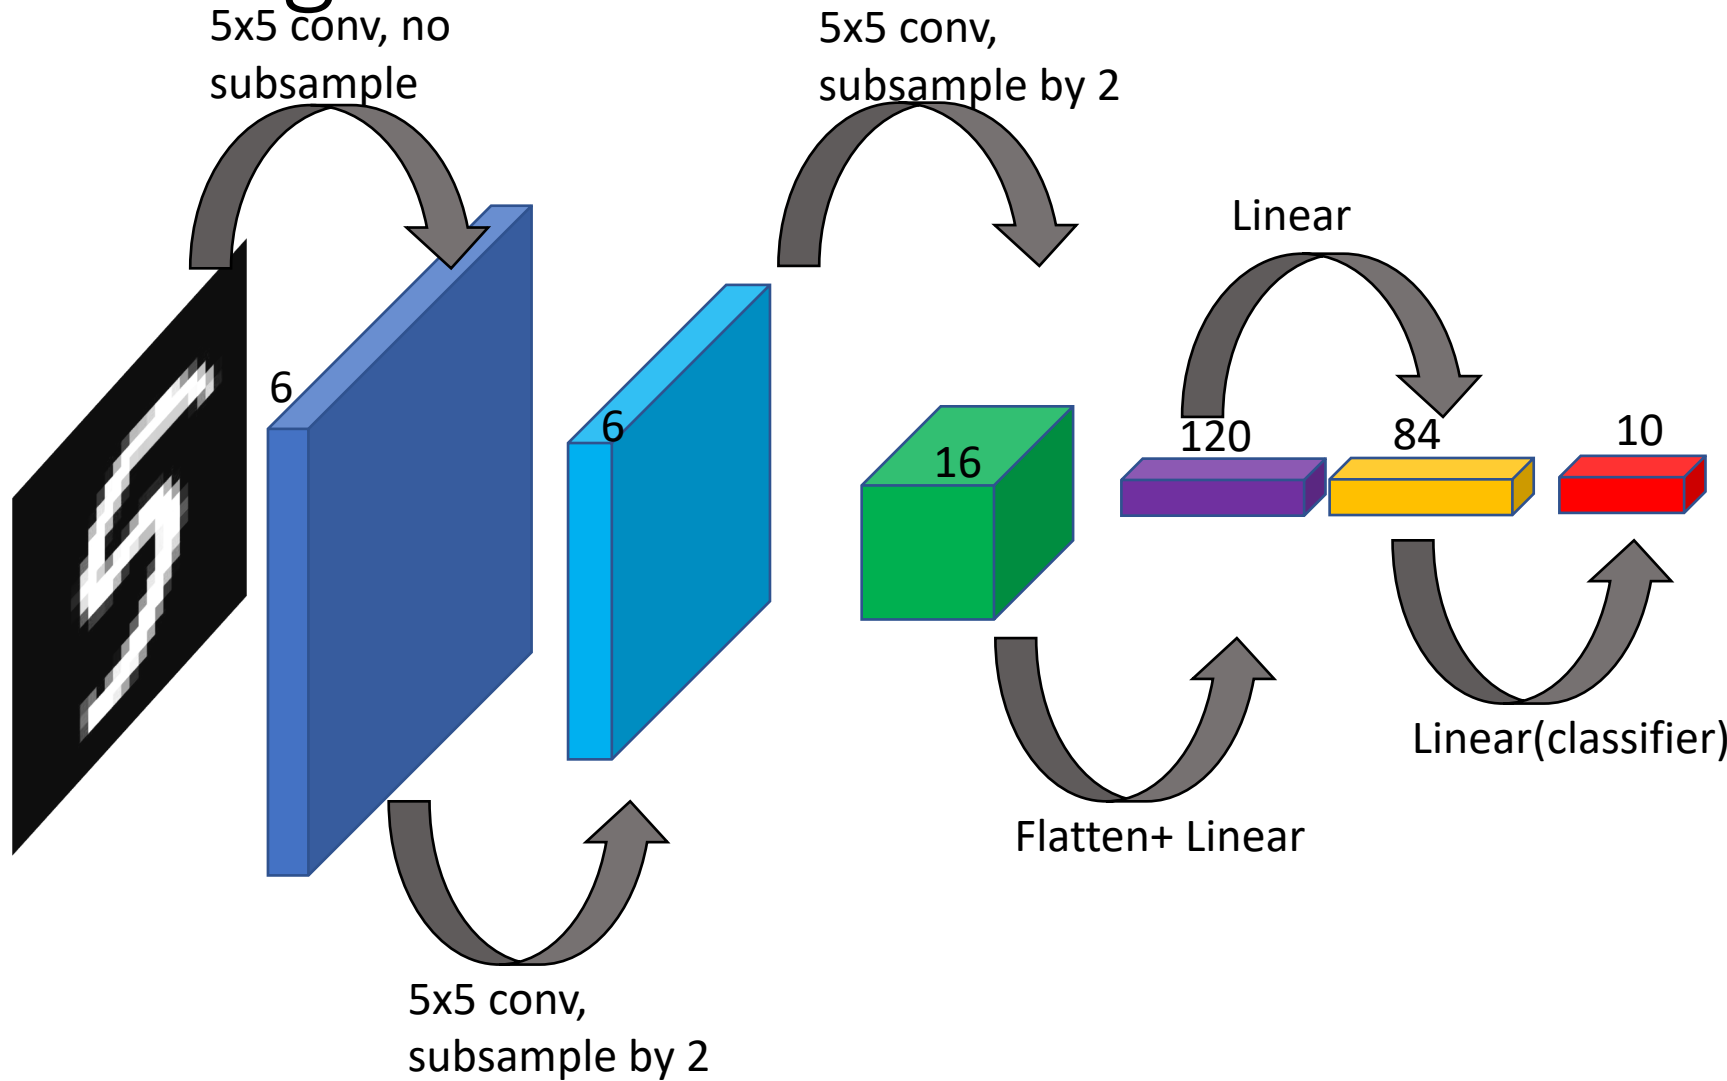 5x5 conv, no
subsample
5x5 conv,
subsample by 2
Linear
6
6
16
120
84
10
Linear(classifier)
Flatten+ Linear
5x5 conv,
subsample by 2